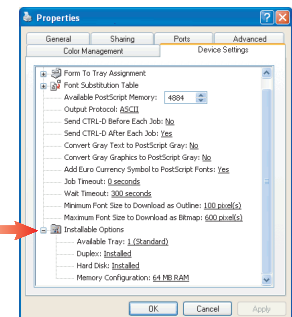 Properties
General
Sharing
Ports
Advanced
Color Management
Device Settings
Form To Tray Assignment
Font Substitution Table
Available PostScript Memory: 4884
Output Protocol: ASCII
Send CTRL-D Before Each Job: No
Send CTRL-D After Each Job: Yes
Convert Gray Text to PostScript Gray: No
Convert Gray Graphics to PostScript Gray: No
Add Euro Currency Symbol to PostScript Fonts: Yes
Job Timeout: 0 seconds
Wait Timeout: 300 seconds
Minimum Font Size to Download as Outline: 100 pixel(s)
Maximum Font Size to Download as Bitmap: 600 pixel(s)
Installable Options
Available Tray: 1 (Standard)
Duplex: Installed
Hard Disk: Installed
Memory Configuration: 64 MB RAM
OK
Cancel
Apply